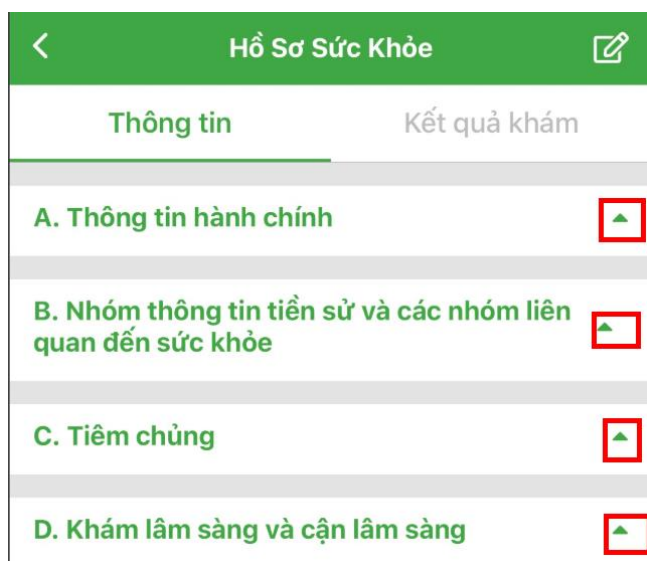 Hồ Sơ Sức Khỏe
Thông tin
Kết quả khám
A. Thông tin hành chính
B. Nhóm thông tin tiền sử và các nhóm liên
quan đến sức khỏe
C. Tiêm chủng
D. Khám lâm sàng và cận lâm sàng